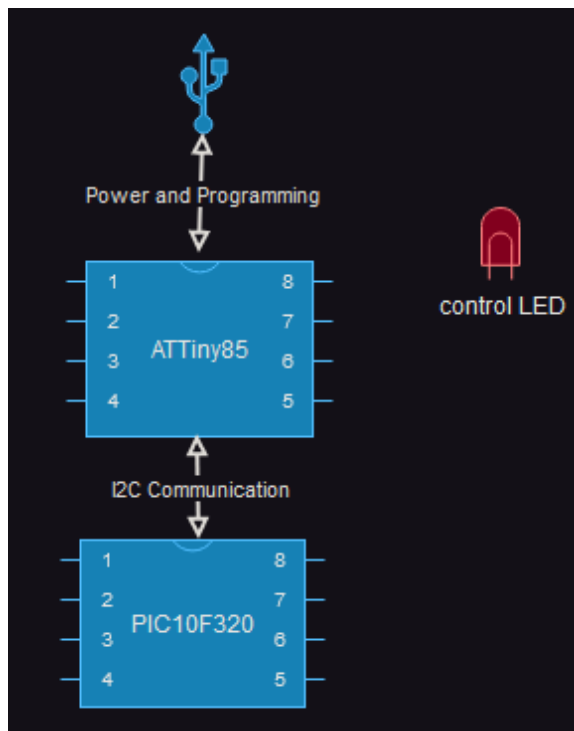 Power and Programming
1 8
2 7
ATTiny85
3 6
4 5
control LED
I2C Communication
1 8
2 7
PIC10F320
3 6
4 5